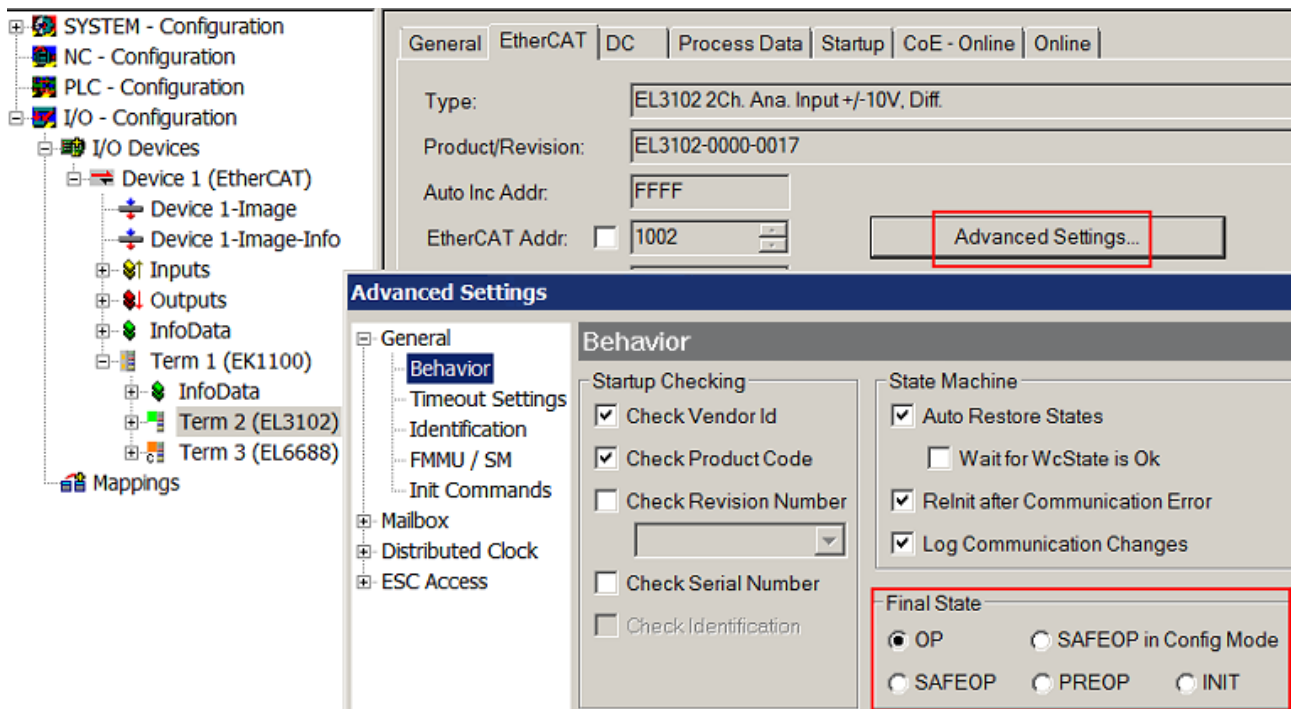 SYSTEM - Configuration
NC - Configuration
PLC - Configuration
I/O - Configuration
I/O Devices
Device 1 (EtherCAT)
Device 1-Image
Device 1-Image-Info
Inputs
Outputs
InfoData
Term 1 (EK1100)
InfoData
Term 2 (EL3102)
Term 3 (EL6688)
Mappings
General EtherCAT DC Process Data Startup CoE - Online Online
Type: EL3102 2Ch. Ana. Input +/-10V, Diff.
Product/Revision: EL3102-0000-0017
Auto Inc Addr: FFFF
EtherCAT Addr: 1002 Advanced Settings...
Advanced Settings
General
Behavior
Timeout Settings
Identification
FMMU / SM
Init Commands
Mailbox
Distributed Clock
ESC Access
Behavior
Startup Checking
Check Vendor Id
Check Product Code
Check Revision Number
Check Serial Number
Check Identification
State Machine
Auto Restore States
Wait for WcState is Ok
ReInit after Communication Error
Log Communication Changes
Final State
OP SAFEOP in Config Mode
SAFEOP PREOP INIT